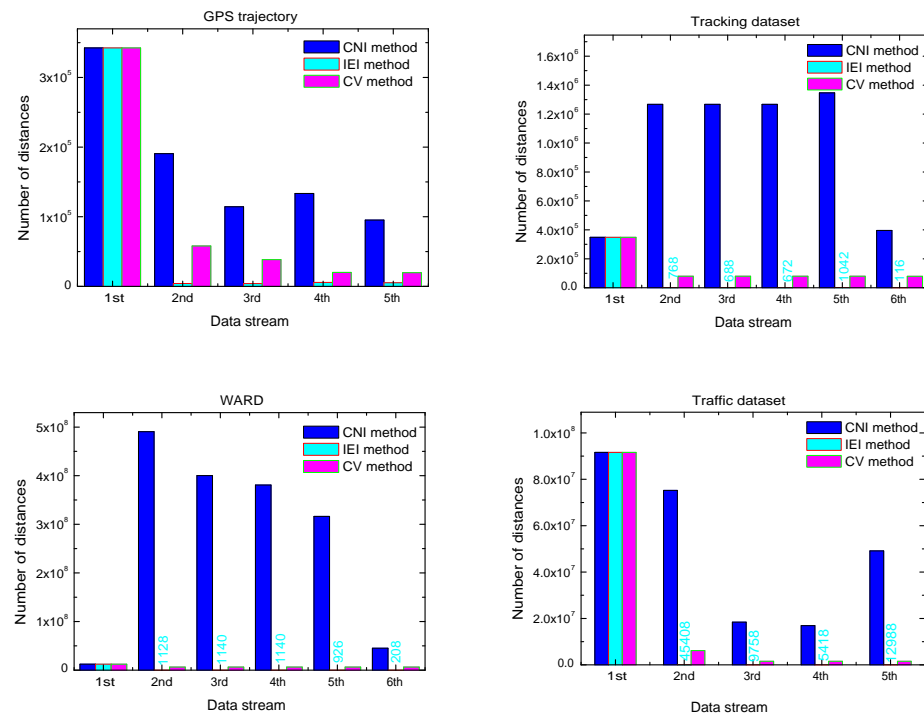 GPS trajectory
CNI method
IEI method
CV method
3x10⁵
2x10⁵
1x10⁵
0
Number of distances
1st 2nd 3rd 4th 5th
Data stream
Tracking dataset
CNI method
IEI method
CV method
1.6x10⁶
1.4x10⁶
1.2x10⁶
1.0x10⁶
8.0x10⁵
6.0x10⁵
4.0x10⁵
2.0x10⁵
0.0
Number of distances
768 688 672 1042 116
1st 2nd 3rd 4th 5th 6th
Data stream
WARD
CNI method
IEI method
CV method
5x10⁸
4x10⁸
3x10⁸
2x10⁸
1x10⁸
0
Number of distances
1128 1140 1140 926 208
1st 2nd 3rd 4th 5th 6th
Data stream
Traffic dataset
CNI method
IEI method
CV method
1.0x10⁸
8.0x10⁷
6.0x10⁷
4.0x10⁷
2.0x10⁷
0.0
Number of distances
45408 9758 5418 12988
1st 2nd 3rd 4th 5th
Data stream